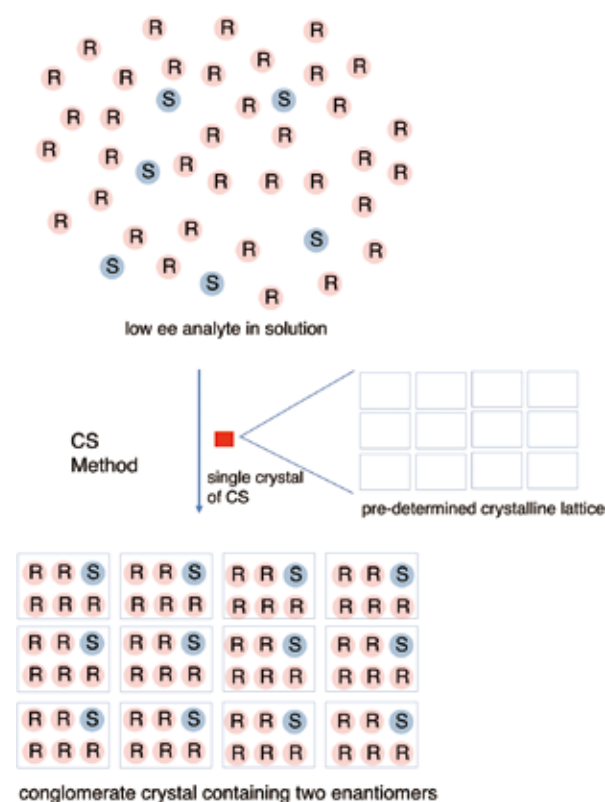 R R R
R
R R R
R R R R
S R S R
R R R
R R
R R R
S R R
R R R
R R
R R
R S
R R
S R
S R
R
low ee analyte in solution
CS
Method
single crystal
of CS
pre-determined crystalline lattice
R R S R R S R R S R R S
R R R R R R R R R R R R
R R S R R S R R S R R S
R R R R R R R R R R R R
R R S R R S R R S R R S
R R R R R R R R R R R R
conglomerate crystal containing two enantiomers